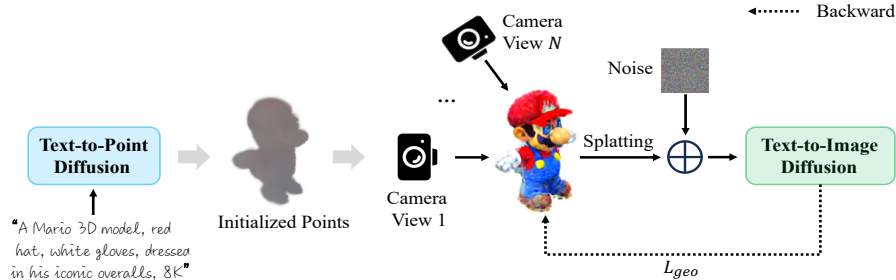 Camera
View N
Backward
Noise
...
Text-to-Point
Diffusion
Splatting
Text-to-Image
Diffusion
Initialized Points
Camera
View 1
"A Mario 3D model, red
hat, white gloves, dressed
in his iconic overalls, 8K"
L_geo